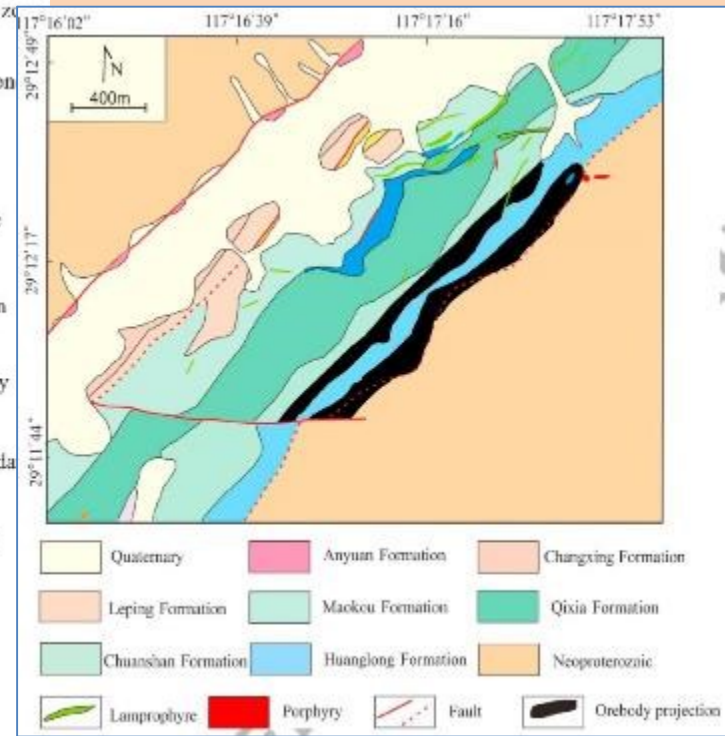 117°16′02″ 117°16′39″ 117°17′16″ 117°17′53″
29°12′49″
N
400m
29°12′17″
29°11′44″
Quaternary Anyuan Formation Changxing Formation
Leping Formation Maokou Formation Qixia Formation
Chuanshan Formation Huanglong Formation Neoproterozoic
Lamprophyre Porphyry Fault Orebody projection